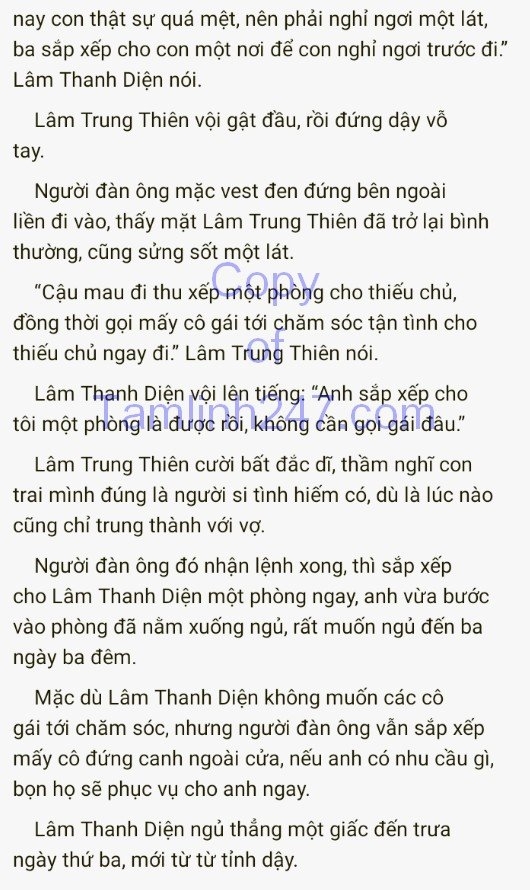 nay con thật sự quá mệt, nên phải nghỉ ngơi một lát,
ba sắp xếp cho con một nơi để con nghỉ ngơi trước đi.”
Lâm Thanh Diện nói.
Lâm Trung Thiên vội gật đầu, rồi đứng dậy vỗ
tay.
Người đàn ông mặc vest đen đứng bên ngoài
liền đi vào, thấy mặt Lâm Trung Thiên đã trở lại bình
thường, cũng sửng sốt một lát.
“Cậu mau đi thu xếp một phòng cho thiếu chủ,
đồng thời gọi mấy cô gái tới chăm sóc tận tình cho
thiếu chủ ngay đi.” Lâm Trung Thiên nói.
Lâm Thanh Diện vội lên tiếng: “Anh sắp xếp cho
tôi một phòng là được rồi, không cần gọi gái đâu.”
Lâm Trung Thiên cười bất đắc dĩ, thầm nghĩ con
trai mình đúng là người si tình hiếm có, dù là lúc nào
cũng chỉ trung thành với vợ.
Người đàn ông đó nhận lệnh xong, thì sắp xếp
cho Lâm Thanh Diện một phòng ngay, anh vừa bước
vào phòng đã nằm xuống ngủ, rất muốn ngủ đến ba
ngày ba đêm.
Mặc dù Lâm Thanh Diện không muốn các cô
gái tới chăm sóc, nhưng người đàn ông vẫn sắp xếp
mấy cô đứng canh ngoài cửa, nếu anh có nhu cầu gì,
bọn họ sẽ phục vụ cho anh ngay.
Lâm Thanh Diện ngủ thẳng một giấc đến trưa
ngày thứ ba, mới từ từ tỉnh dậy.
Copy
of
Tamlinh247.com